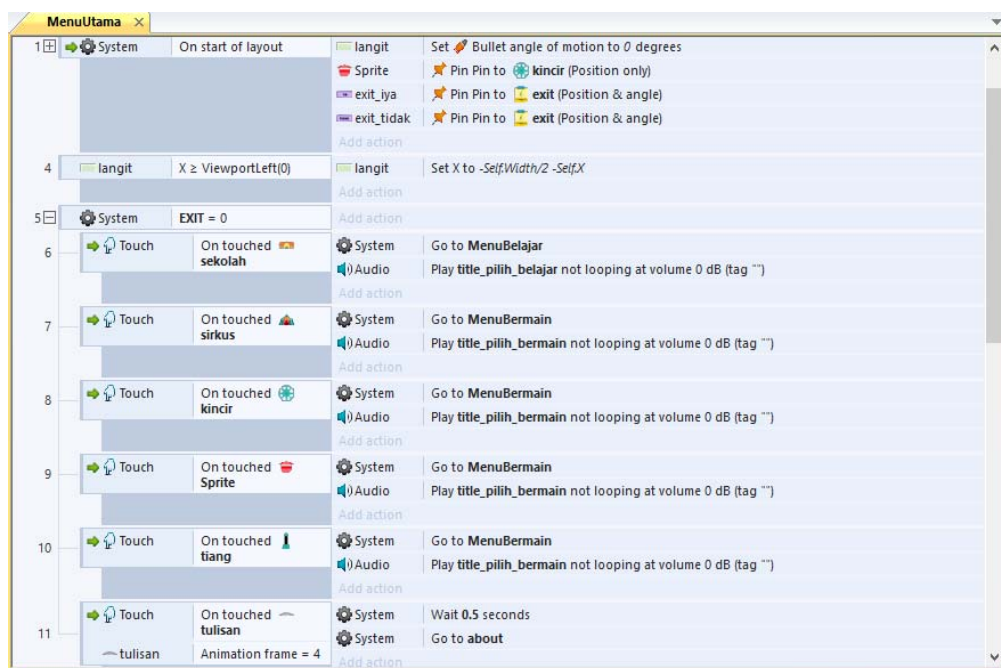 MenuUtama
1 System On start of layout langit Set Bullet angle of motion to 0 degrees
Sprite Pin Pin to kincir (Position only)
exit_iya Pin Pin to exit (Position & angle)
exit_tidak Pin Pin to exit (Position & angle)
Add action
4 langit X ≥ ViewportLeft(0) langit Set X to -Self.Width/2 -Self.X
Add action
5 System EXIT = 0 Add action
6 Touch On touched sekolah System Go to MenuBelajar
Audio Play title_pilih_belajar not looping at volume 0 dB (tag "")
Add action
7 Touch On touched sirkus System Go to MenuBermain
Audio Play title_pilih_bermain not looping at volume 0 dB (tag "")
Add action
8 Touch On touched kincir System Go to MenuBermain
Audio Play title_pilih_bermain not looping at volume 0 dB (tag "")
Add action
9 Touch On touched Sprite System Go to MenuBermain
Audio Play title_pilih_bermain not looping at volume 0 dB (tag "")
Add action
10 Touch On touched tiang System Go to MenuBermain
Audio Play title_pilih_bermain not looping at volume 0 dB (tag "")
Add action
11 Touch On touched tulisan System Wait 0.5 seconds
System Go to about
tulisan Animation frame = 4 Add action